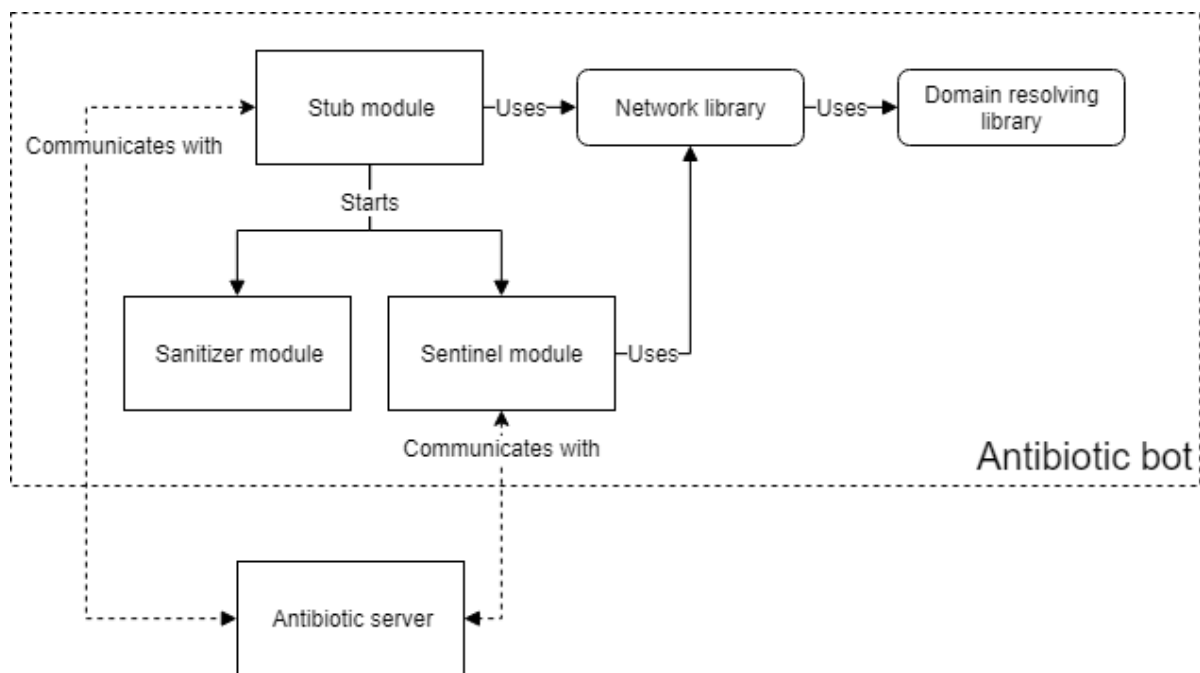 Stub module
Uses
Network library
Uses
Domain resolving
library
Communicates with
Starts
Sanitizer module
Sentinel module
Uses
Communicates with
Antibiotic bot
Antibiotic server